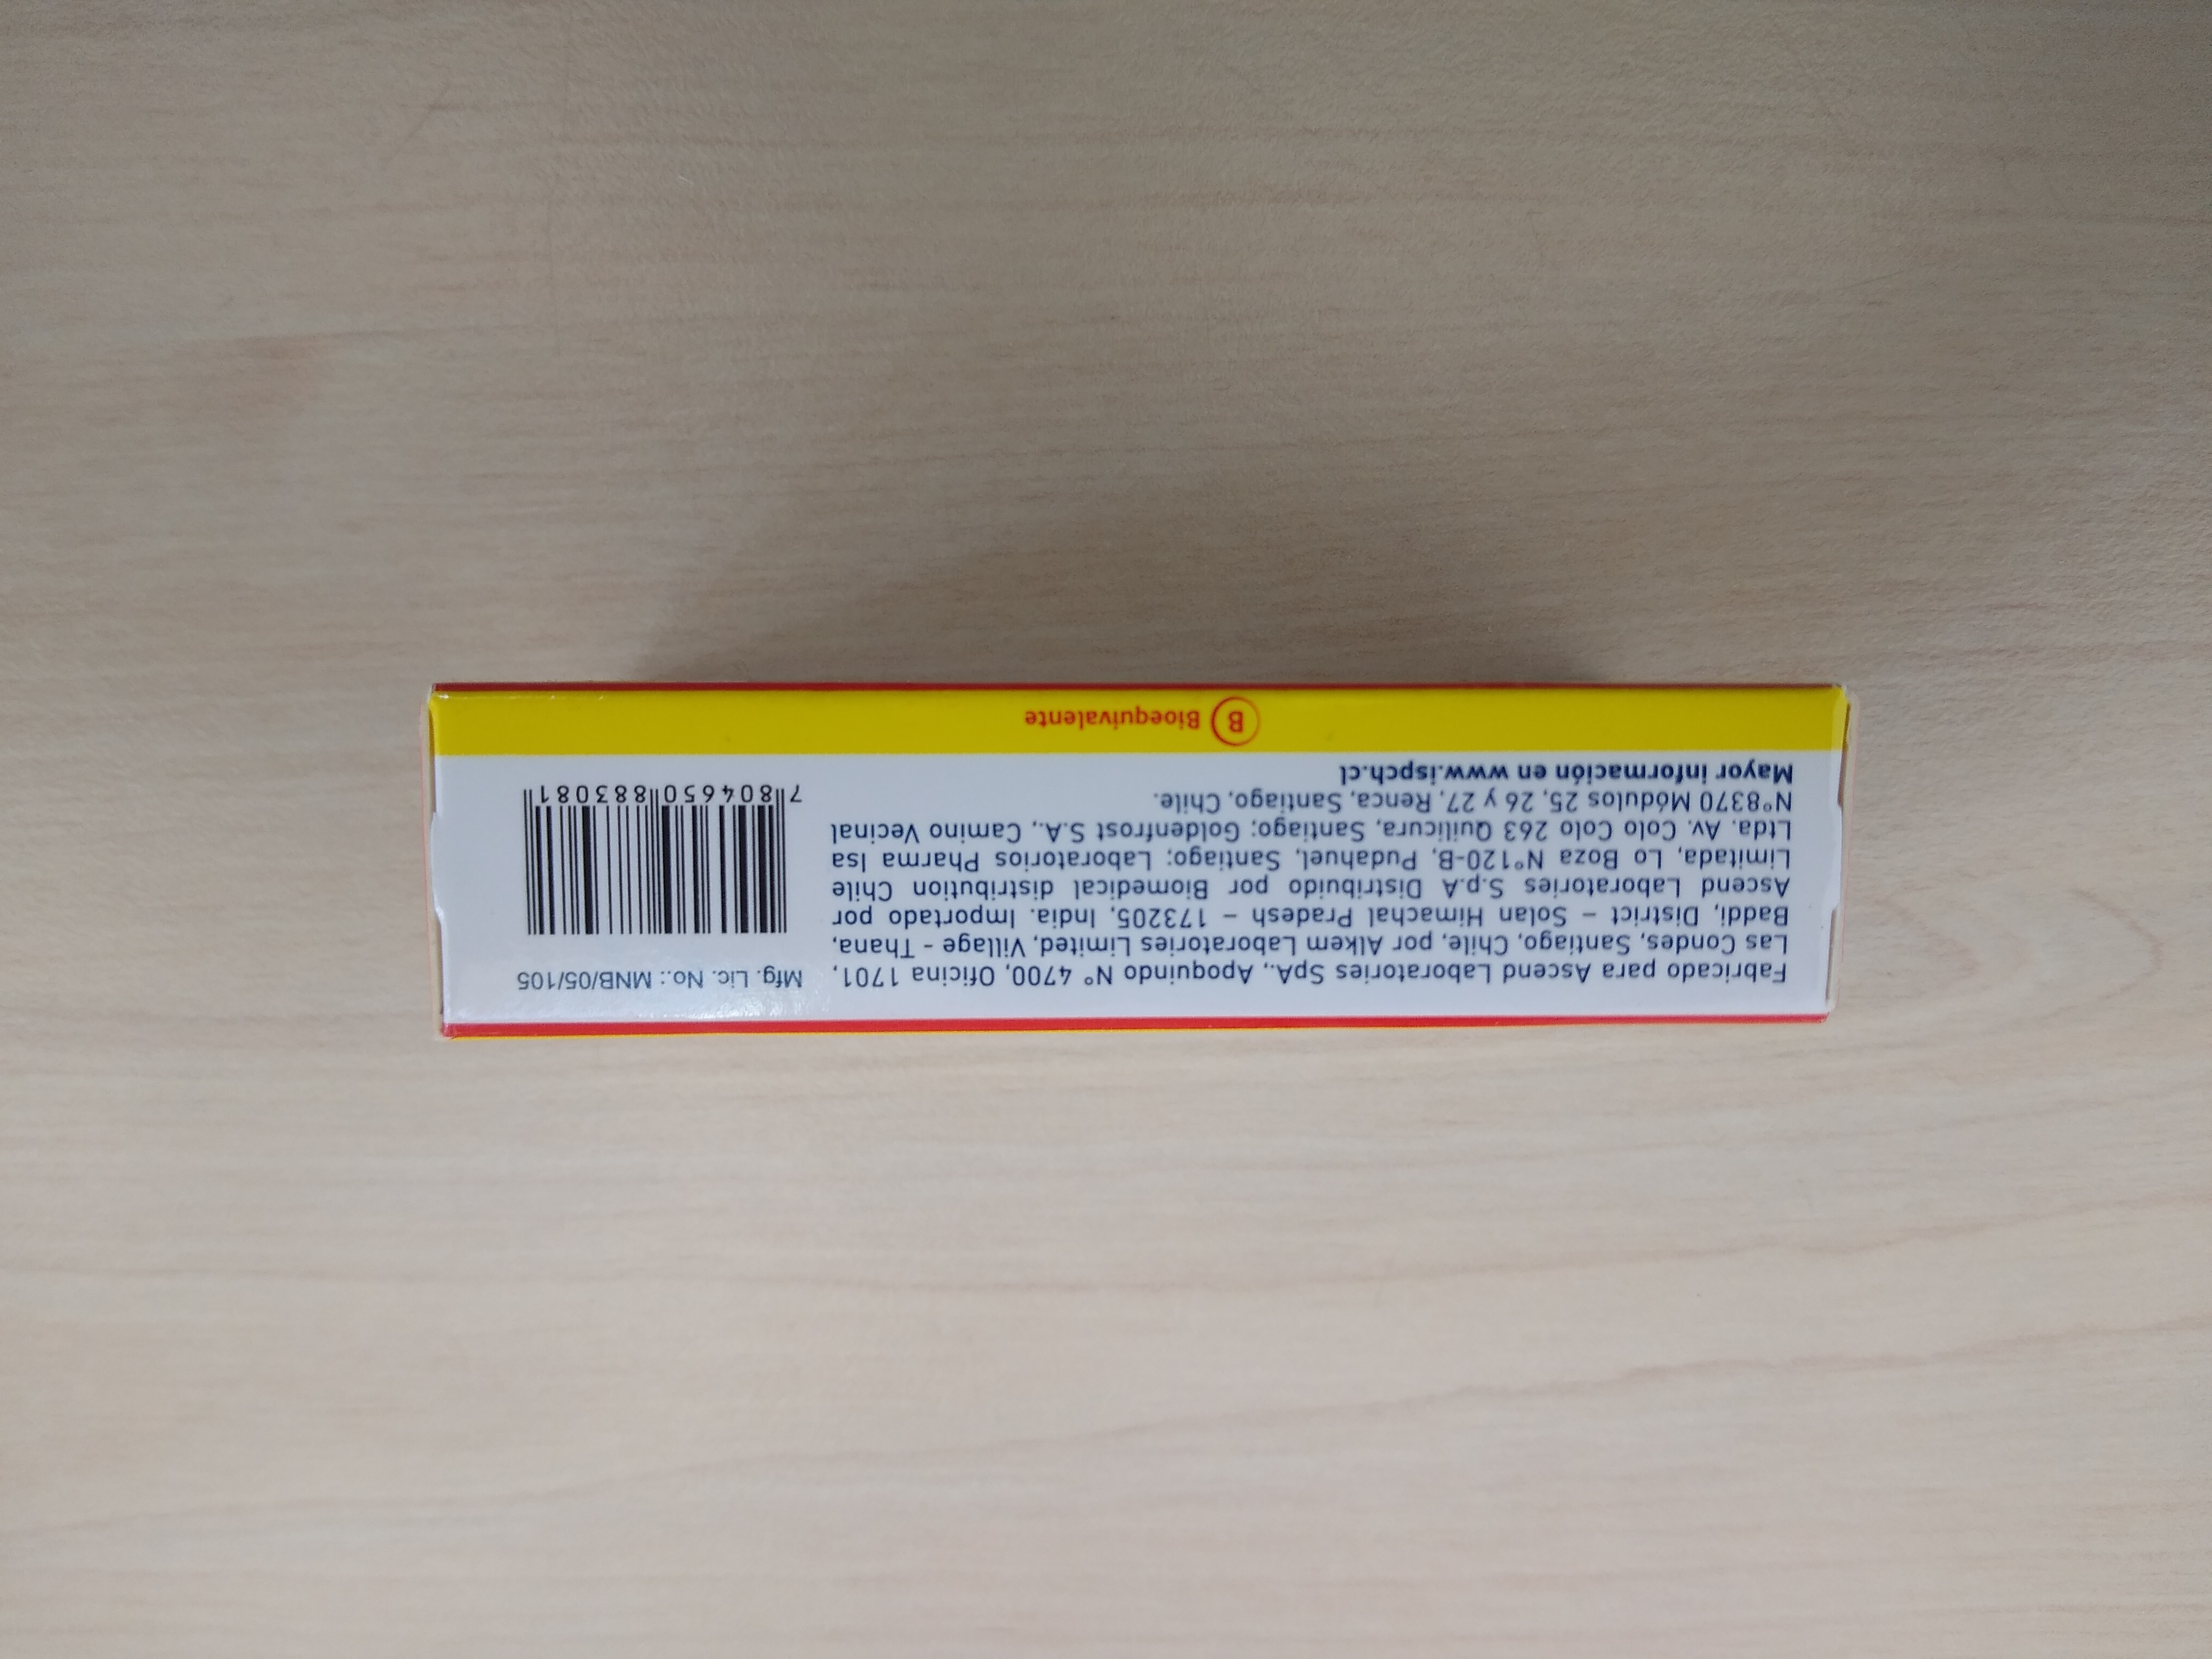 Fabricado para Ascend Laboratories SpA., Apoquindo N° 4700, Oficina 1701,
Las Condes, Santiago, Chile, por Alkem Laboratories Limited, Village - Thana,
Baddi, District – Solan Himachal Pradesh – 173205, India. Importado por
Ascend Laboratories S.p.A Distribuido por Biomedical distribution Chile
Limitada, Lo Boza N°120-B, Pudahuel, Santiago; Laboratorios Pharma Isa
Ltda. Av. Colo Colo 263 Quilicura, Santiago; Goldenfrost S.A., Camino Vecinal
N°8370 Módulos 25, 26 y 27, Renca, Santiago, Chile.
Mayor información en www.ispch.cl
Mfg. Lic. No.: MNB/05/105
7 804650 883081
B Bioequivalente